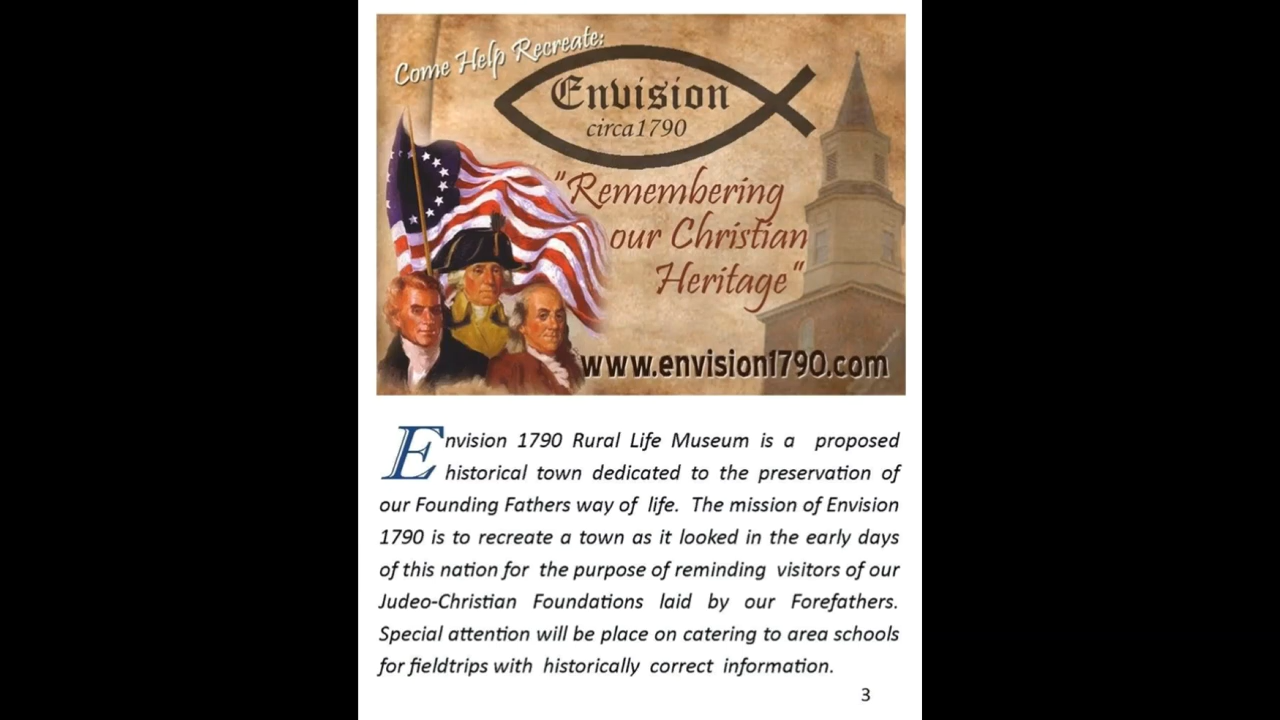 Come Help Recreate:
Envision
circa1790
"Remembering
our Christian
Heritage"
www.envision1790.com
Envision 1790 Rural Life Museum is a proposed
historical town dedicated to the preservation of
our Founding Fathers way of life. The mission of Envision
1790 is to recreate a town as it looked in the early days
of this nation for the purpose of reminding visitors of our
Judeo-Christian Foundations laid by our Forefathers.
Special attention will be place on catering to area schools
for fieldtrips with historically correct information.
3